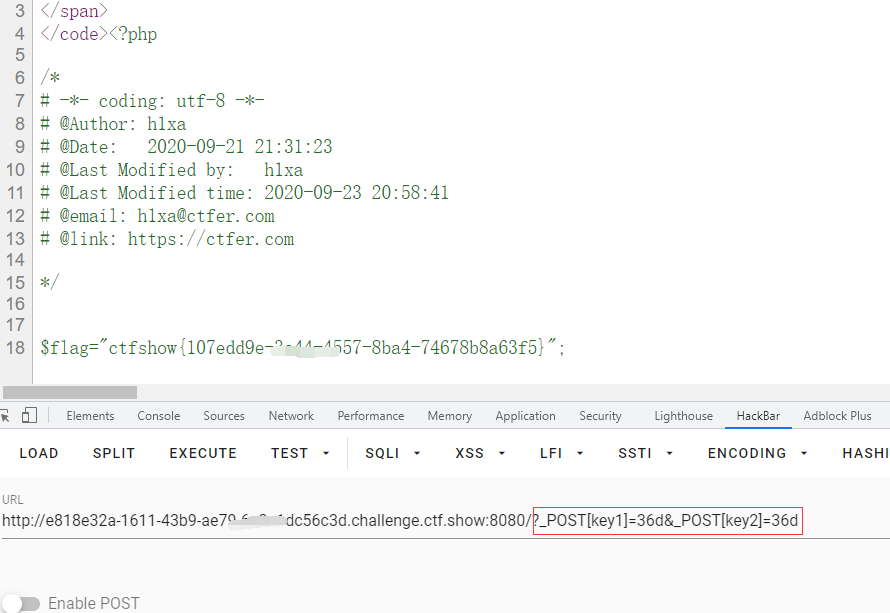 3 </span>
4 </code><?php
5
6 /*
7 # -*- coding: utf-8 -*-
8 # @Author: hlxa
9 # @Date:   2020-09-21 21:31:23
10 # @Last Modified by:   hlxa
11 # @Last Modified time: 2020-09-23 20:58:41
12 # @email: hlxa@ctfer.com
13 # @link: https://ctfer.com
14
15 */
16
17
18 $flag="ctfshow{107edd9e- 4557-8ba4-74678b8a63f5}";
Elements Console Sources Network Performance Memory Application Security Lighthouse HackBar Adblock Plus
LOAD SPLIT EXECUTE TEST SQLI XSS LFI SSTI ENCODING HASHI
URL
http://e818e32a-1611-43b9-ae79 dc56c3d.challenge.ctf.show:8080/?_POST[key1]=36d&_POST[key2]=36d
Enable POST